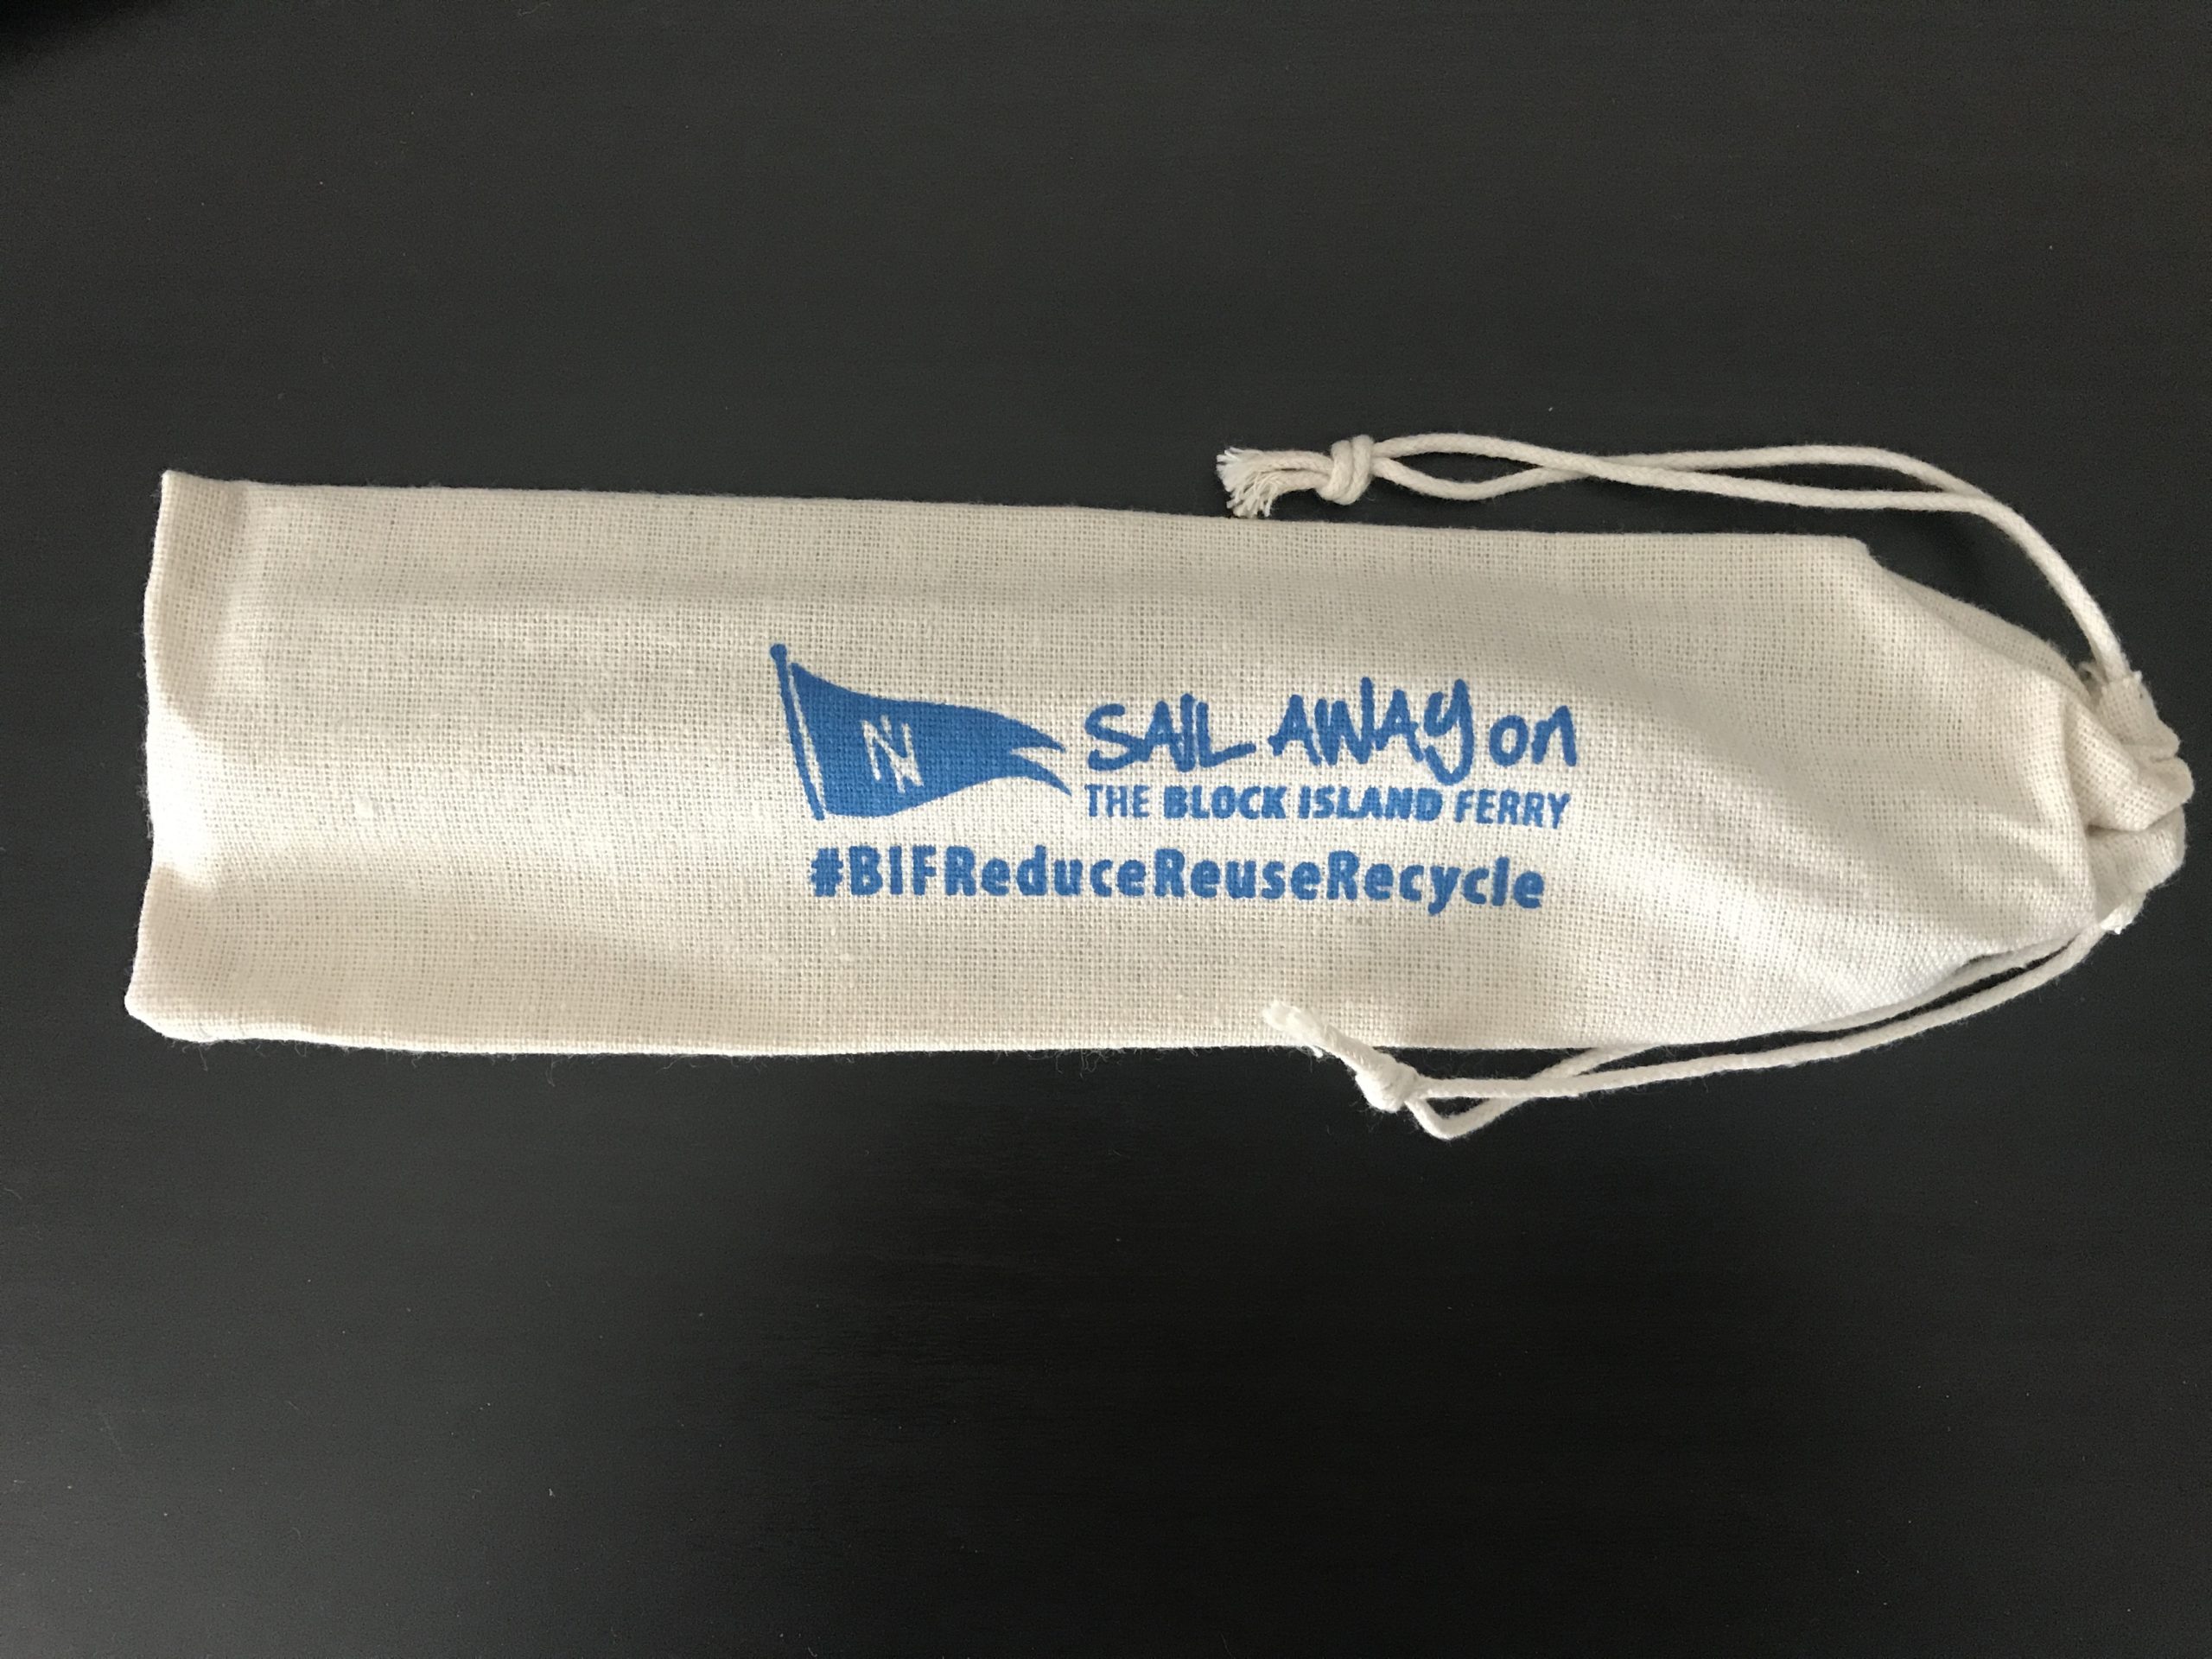 N
SAIL AWAY on
THE BLOCK ISLAND FERRY
#BIFReduceReuseRecycle